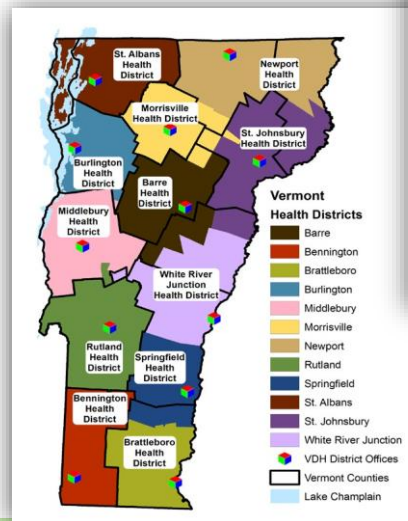 St. Albans
Health
District
Newport
Health
District
Morrisville
Health District
St. Johnsbury
Health District
Burlington
Health
District
Barre
Health
District
Middlebury
Health
District
White River
Junction
Health District
Rutland
Health
District
Springfield
Health
District
Bennington
Health
District
Brattleboro
Health
District
Vermont
Health Districts
Barre
Bennington
Brattleboro
Burlington
Middlebury
Morrisville
Newport
Rutland
Springfield
St. Albans
St. Johnsbury
White River Junction
VDH District Offices
Vermont Counties
Lake Champlain